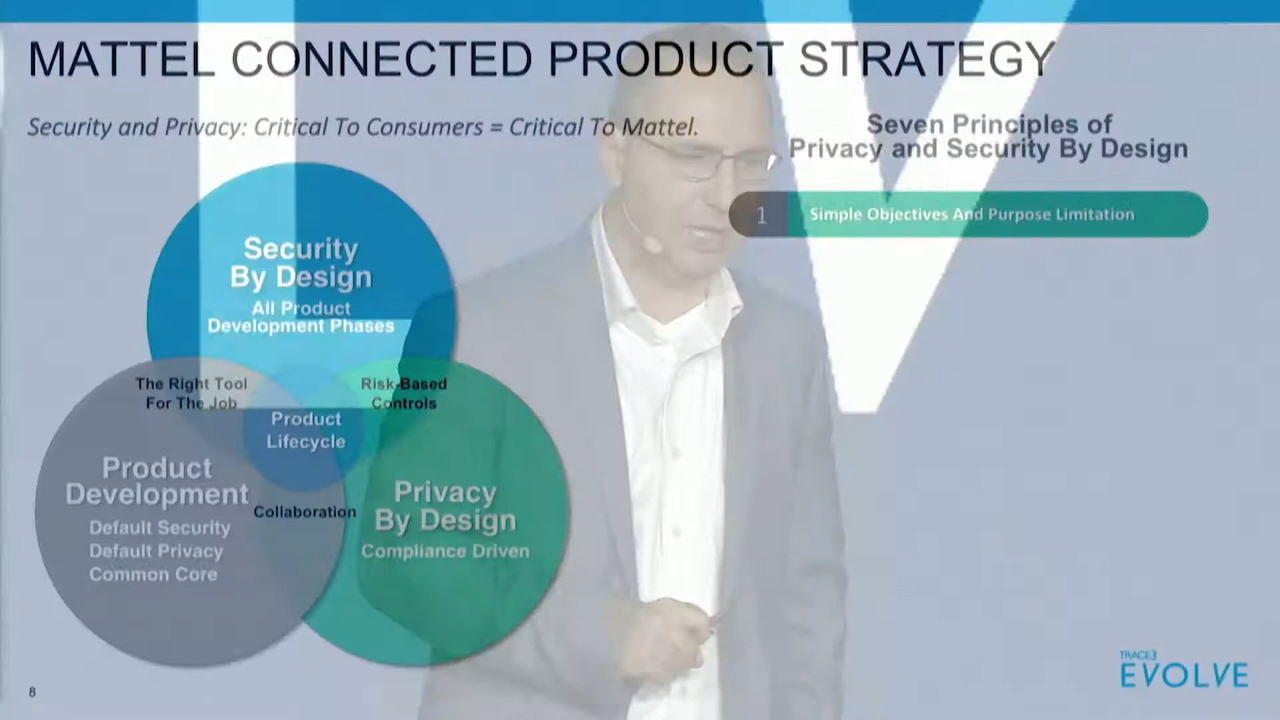 MATTEL CONNECTED PRODUCT STRATEGY
Security and Privacy: Critical To Consumers = Critical To Mattel.
Seven Principles of
Privacy and Security By Design
1 Simple Objectives And Purpose Limitation
Security
By Design
All Product
Development Phases
The Right Tool
For The Job
Risk-Based
Controls
Product
Lifecycle
Product
Development
Default Security
Default Privacy
Common Core
Collaboration
Privacy
By Design
Compliance Driven
TRACE3
EVOLVE
8
L V